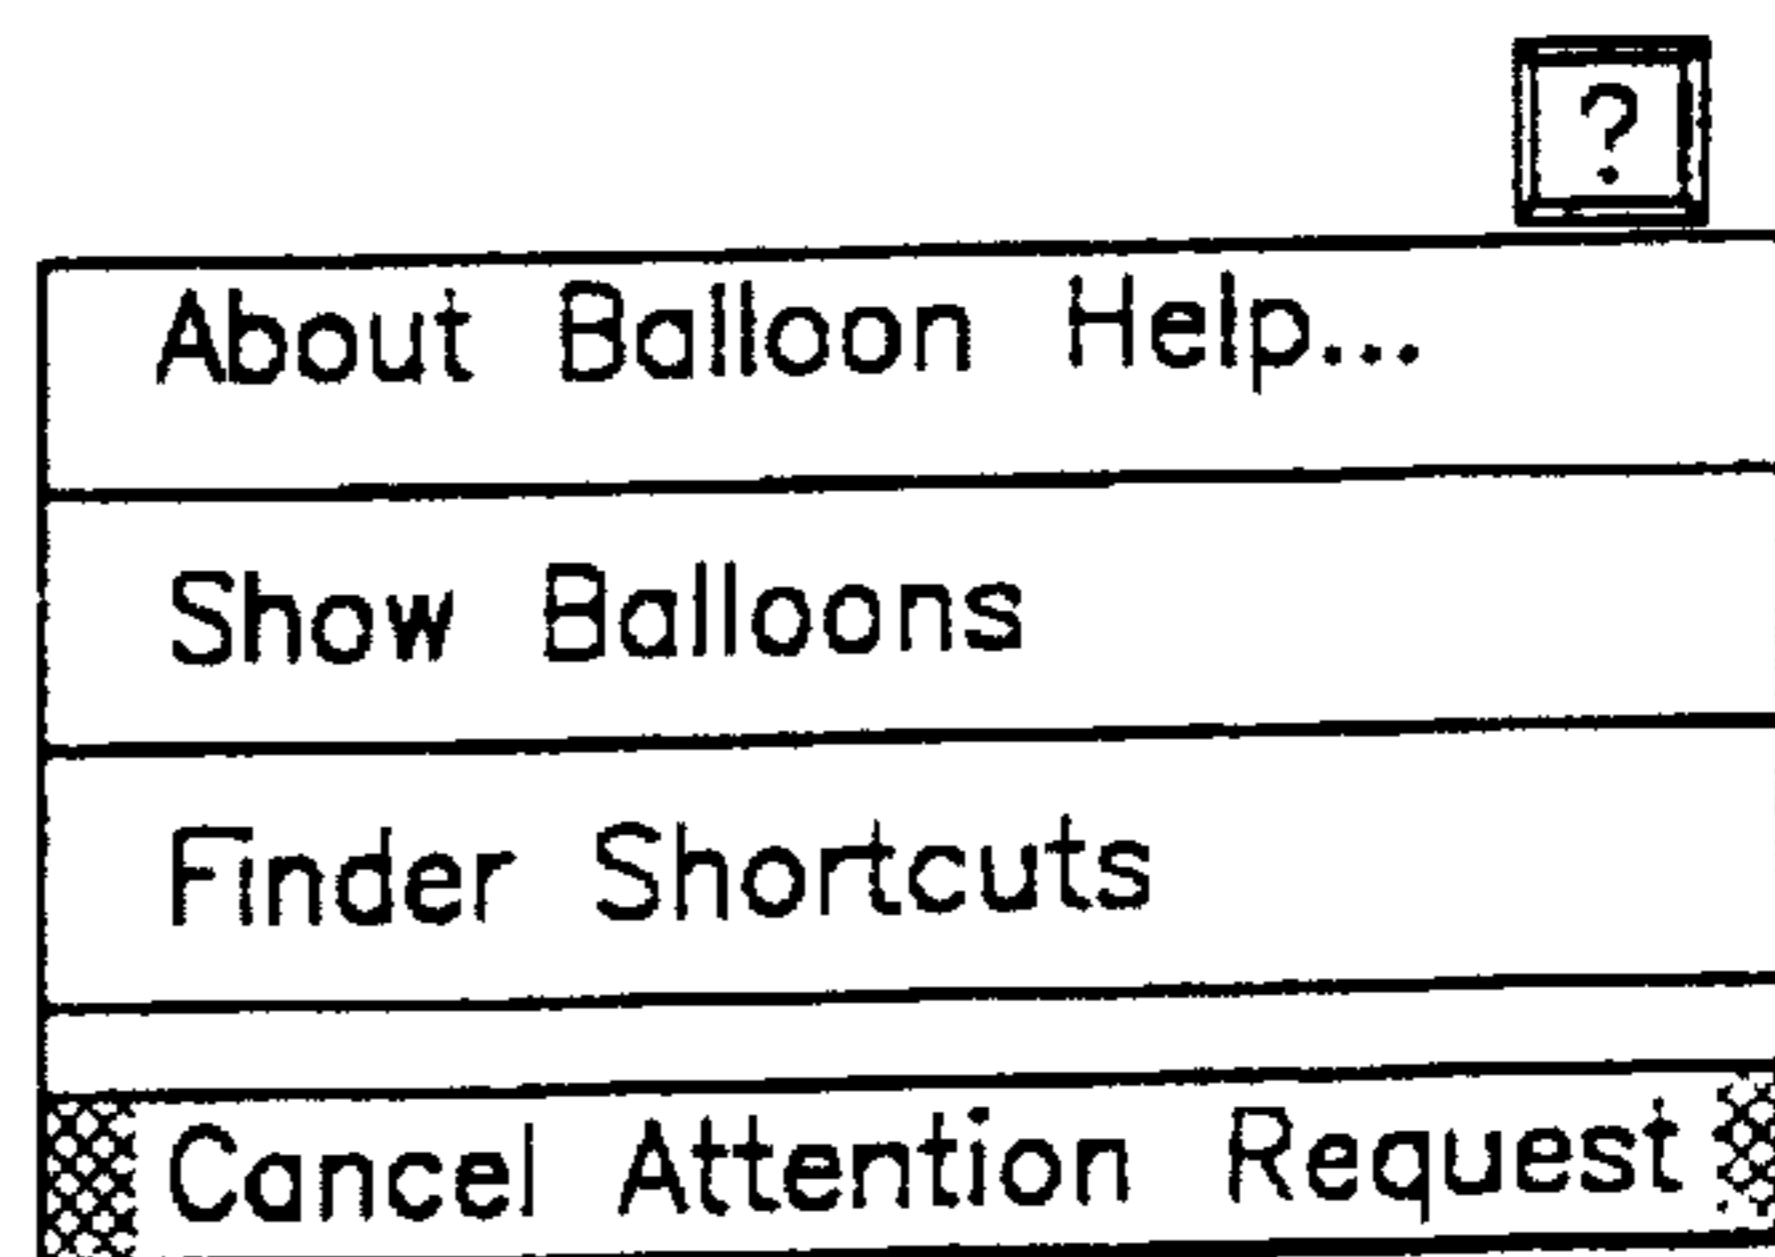 ?
About Balloon Help...
Show Balloons
Finder Shortcuts
Cancel Attention Request